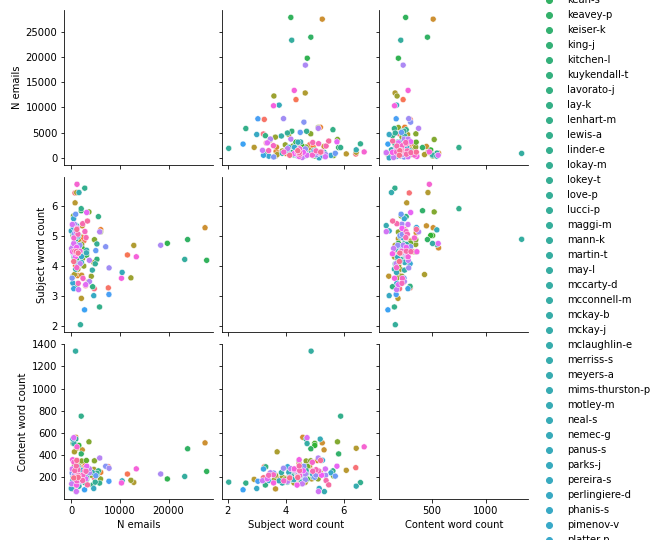 kean-s
keavey-p
keiser-k
king-j
kitchen-l
kuykendall-t
lavorato-j
lay-k
lenhart-m
lewis-a
linder-e
lokay-m
lokey-t
love-p
lucci-p
maggi-m
mann-k
martin-t
may-l
mccarty-d
mcconnell-m
mckay-b
mckay-j
mclaughlin-e
merriss-s
meyers-a
mims-thurston-p
motley-m
neal-s
nemec-g
panus-s
parks-j
pereira-s
perlingiere-d
phanis-s
pimenov-v
platter-p
N emails
25000
20000
15000
10000
5000
0
Subject word count
6
5
4
3
2
Content word count
1400
1200
1000
800
600
400
200
0 10000 20000
N emails
2 4 6
Subject word count
500 1000
Content word count